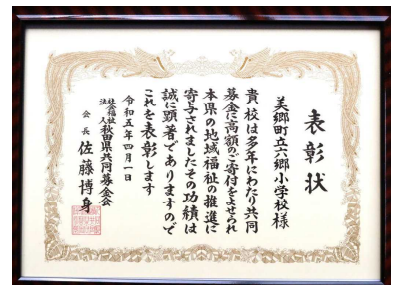 表彰状
美郷町立六郷小学校様
貴校は多年にわたり共同
募金に高額のご寄付をよせられ
本県の地域福祉の推進に
寄与されましたその功績は
誠に顕著でありますので
これを表彰します
令和五年四月一日
社会福祉法人秋田県共同募金会
会長佐藤博身